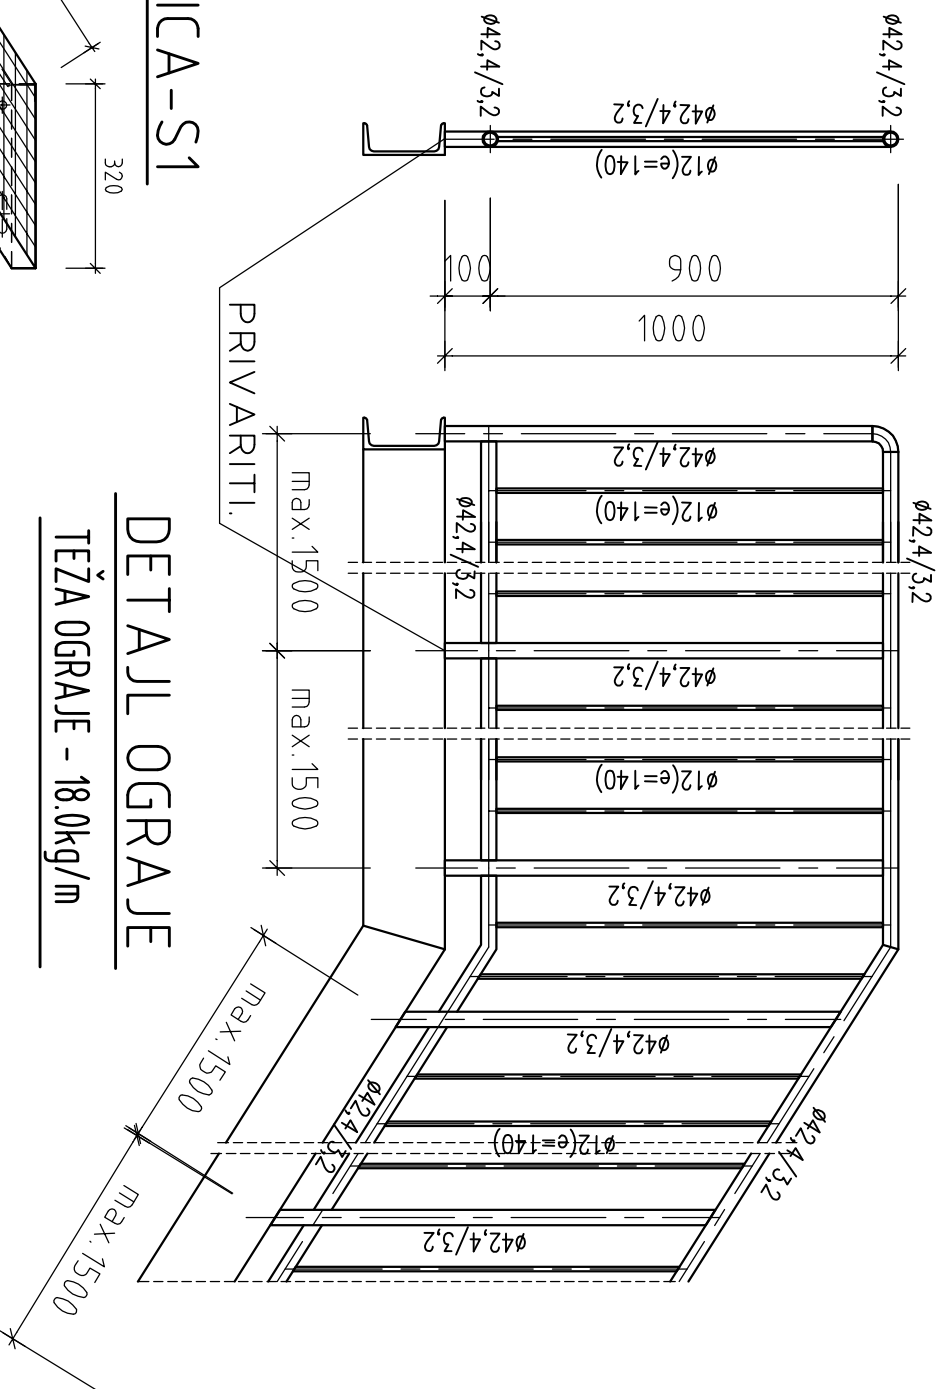 ICA-S1
320
ø42,4/3,2
ø42,4/3,2
ø42,4/3,2
ø12(e=140)
100
900
1000
PRIVARITI.
ø42,4/3,2
ø42,4/3,2
ø12(e=140)
ø42,4/3,2
max.1500
ø42,4/3,2
max.1500
ø12(e=140)
ø42,4/3,2
DETAJL OGRAJE
TEŽA OGRAJE - 18.0kg/m
max.1500
ø42,4/3,2
ø42,4/3,2
ø42,4/3,2
ø12(e=140)
max.1500
ø42,4/3,2